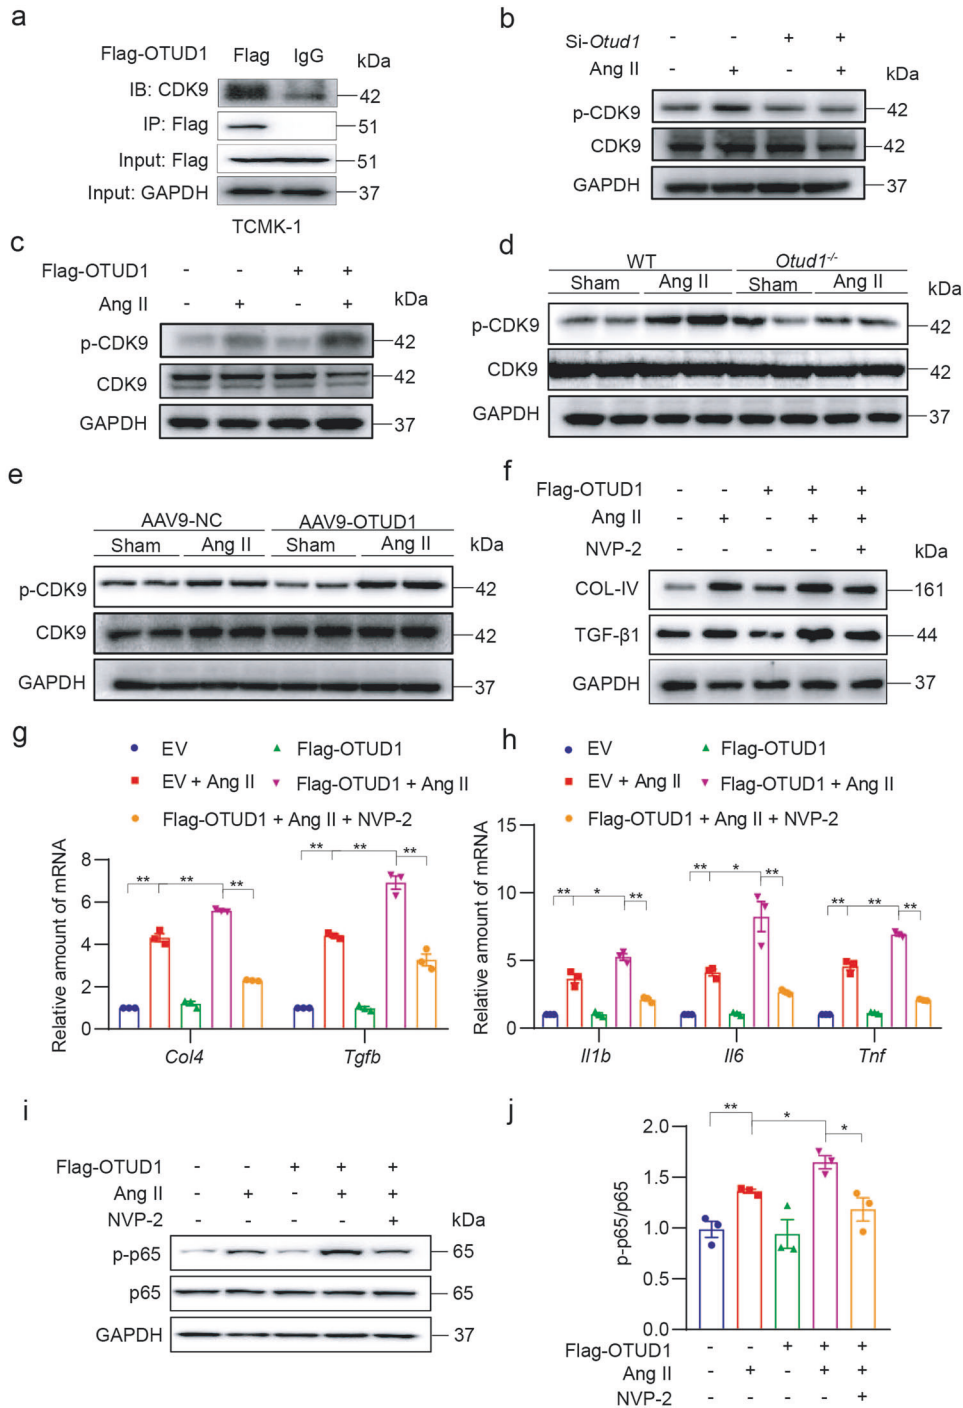 a
Flag-OTUD1 Flag IgG kDa
IB: CDK9 42
IP: Flag 51
Input: Flag 51
Input: GAPDH 37
TCMK-1
b
Si-Otud1 - - + +
Ang II - + - + kDa
p-CDK9 42
CDK9 42
GAPDH 37
c
Flag-OTUD1 - - + +
Ang II - + - + kDa
p-CDK9 42
CDK9 42
GAPDH 37
d
WT Otud1-/-
Sham Ang II Sham Ang II kDa
p-CDK9 42
CDK9 42
GAPDH 37
e
AAV9-NC AAV9-OTUD1
Sham Ang II Sham Ang II kDa
p-CDK9 42
CDK9 42
GAPDH 37
f
Flag-OTUD1 - - + + +
Ang II - + - + +
NVP-2 - - - - + kDa
COL-IV 161
TGF-β1 44
GAPDH 37
g
EV Flag-OTUD1
EV + Ang II Flag-OTUD1 + Ang II
Flag-OTUD1 + Ang II + NVP-2
Relative amount of mRNA
8
6
4
2
0
** ** ** ** ** **
Col4 Tgfb
h
EV Flag-OTUD1
EV + Ang II Flag-OTUD1 + Ang II
Flag-OTUD1 + Ang II + NVP-2
Relative amount of mRNA
15
10
5
0
** * ** ** * ** ** ** **
Il1b Il6 Tnf
i
Flag-OTUD1 - - + + +
Ang II - + - + +
NVP-2 - - - - + kDa
p-p65 65
p65 65
GAPDH 37
j
p-p65/p65
2.0
1.5
1.0
0.5
0.0
** * *
Flag-OTUD1 - - + + +
Ang II - + - + +
NVP-2 - - - - +